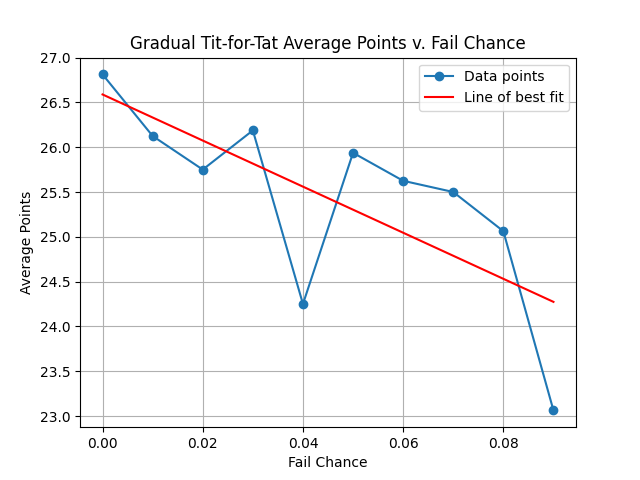 Gradual Tit-for-Tat Average Points v. Fail Chance
Data points
Line of best fit
Average Points
27.0
26.5
26.0
25.5
25.0
24.5
24.0
23.5
23.0
0.00 0.02 0.04 0.06 0.08
Fail Chance